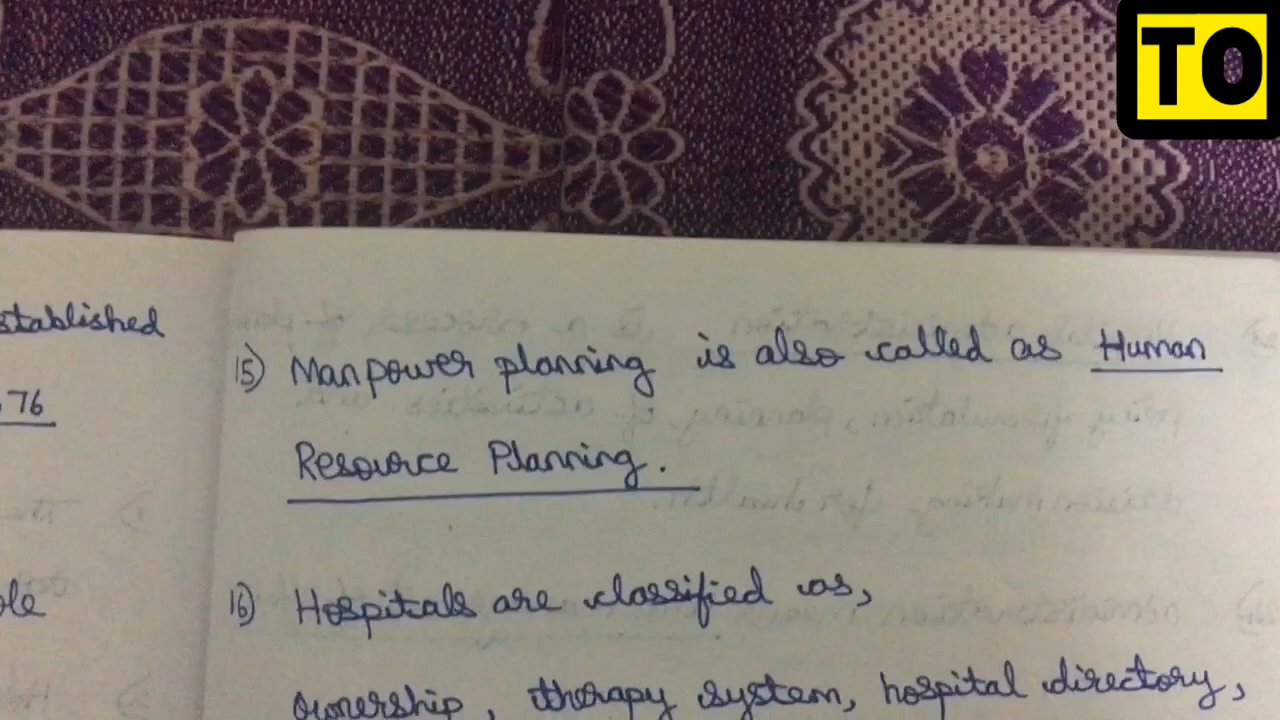 TO
stablished
76
ole
15) Manpower planning is also called as Human
Resource Planning.
16) Hospitals are classified as,
ownership, therapy system, hospital directory,